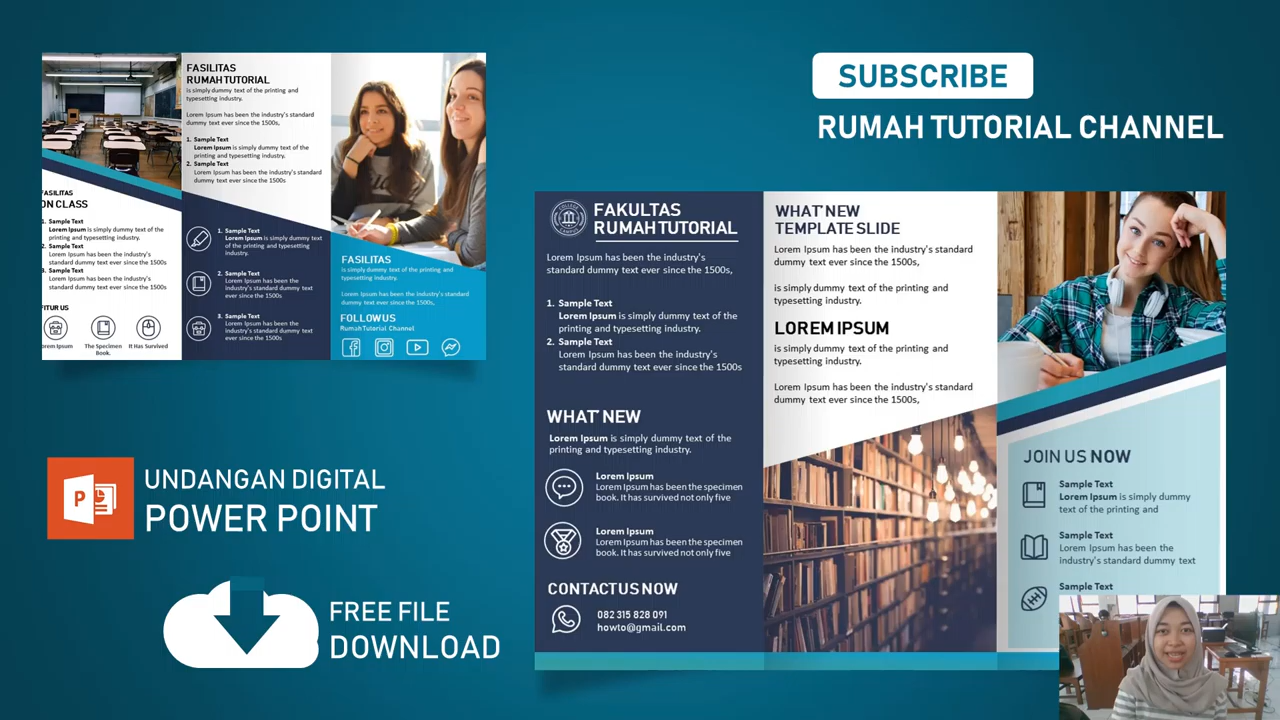 FASILITAS
RUMAH TUTORIAL
is simply dummy text of the printing and
typesetting industry.
Lorem Ipsum has been the industry's standard
dummy text ever since the 1500s,
1. Sample Text
Lorem Ipsum is simply dummy text of the
printing and typesetting industry.
2. Sample Text
Lorem Ipsum has been the industry's standard
dummy text ever since the 1500s
FASILITAS
ON CLASS
1. Sample Text
Lorem Ipsum is simply dummy text of the
printing and typesetting industry.
2. Sample Text
Lorem Ipsum has been the industry's standard
dummy text ever since the 1500s
3. Sample Text
Lorem Ipsum has been the industry's standard
dummy text ever since the 1500s
FITUR US
orem Ipsum
The Specimen
Book.
It Has Survived
1. Sample Text
Lorem Ipsum is simply dummy text
of the printing and typesetting
industry.
2. Sample Text
Lorem Ipsum has been the
industry's standard dummy text
ever since the 1500s.
3. Sample Text
Lorem Ipsum has been the
industry's standard dummy text
ever since the 1500s
FASILITAS
is simply dummy text of the printing and
typesetting industry.
Lorem Ipsum has been the industry's standard
dummy text ever since the 1500s,
FOLLOW US
Rumah Tutorial Channel
SUBSCRIBE
RUMAH TUTORIAL CHANNEL
FAKULTAS
RUMAH TUTORIAL
Lorem Ipsum has been the industry's
standard dummy text ever since the 1500s,
1. Sample Text
Lorem Ipsum is simply dummy text of the
printing and typesetting industry.
2. Sample Text
Lorem Ipsum has been the industry's
standard dummy text ever since the 1500s
WHAT' NEW
Lorem Ipsum is simply dummy text of the
printing and typesetting industry.
Lorem Ipsum
Lorem Ipsum has been the specimen
book. It has survived not only five
Lorem Ipsum
Lorem Ipsum has been the specimen
book. It has survived not only five
CONTACT US NOW
082 315 828 091
howto@gmail.com
WHAT' NEW
TEMPLATE SLIDE
Lorem Ipsum has been the industry's standard
dummy text ever since the 1500s,
is simply dummy text of the printing and
typesetting industry.
LOREM IPSUM
is simply dummy text of the printing and
typesetting industry.
Lorem Ipsum has been the industry's standard
dummy text ever since the 1500s,
JOIN US NOW
Sample Text
Lorem Ipsum is simply dummy
text of the printing and
Sample Text
Lorem Ipsum has been the
industry's standard dummy text
Sample Text
P
UNDANGAN DIGITAL
POWER POINT
FREE FILE
DOWNLOAD